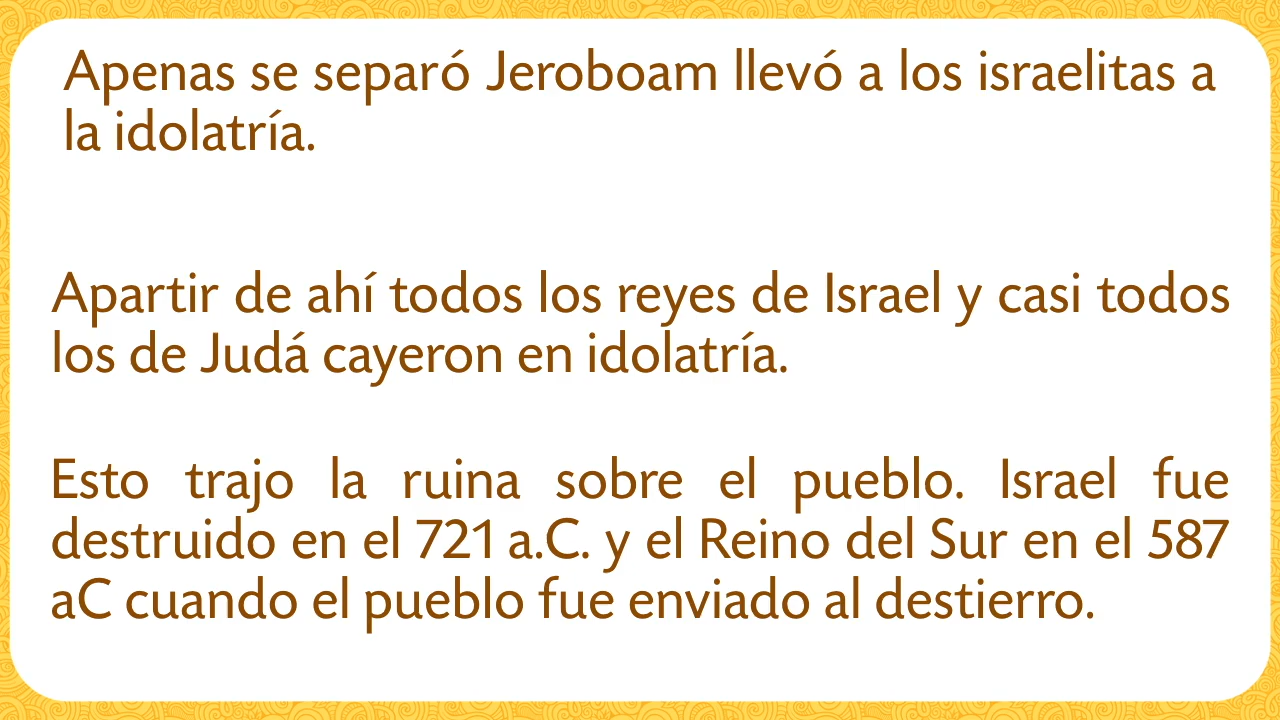 Apenas se separó Jeroboam llevó a los israelitas a
la idolatría.
Apartir de ahí todos los reyes de Israel y casi todos
los de Judá cayeron en idolatría.
Esto trajo la ruina sobre el pueblo. Israel fue
destruido en el 721 a.C. y el Reino del Sur en el 587
aC cuando el pueblo fue enviado al destierro.